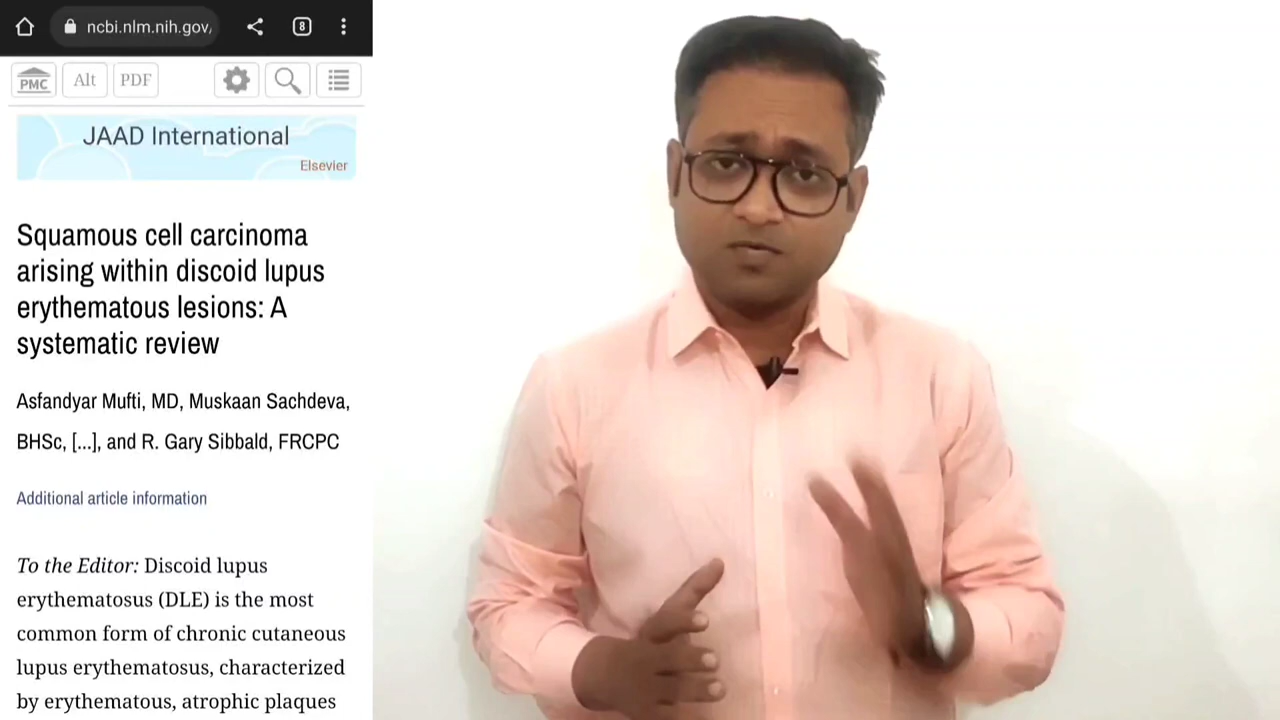 ncbi.nlm.nih.gov/
8
PMC
Alt
PDF
JAAD International
Elsevier
Squamous cell carcinoma
arising within discoid lupus
erythematous lesions: A
systematic review
Asfandyar Mufti, MD, Muskaan Sachdeva,
BHSc, [...], and R. Gary Sibbald, FRCPC
Additional article information
To the Editor: Discoid lupus
erythematosus (DLE) is the most
common form of chronic cutaneous
lupus erythematosus, characterized
by erythematous, atrophic plaques